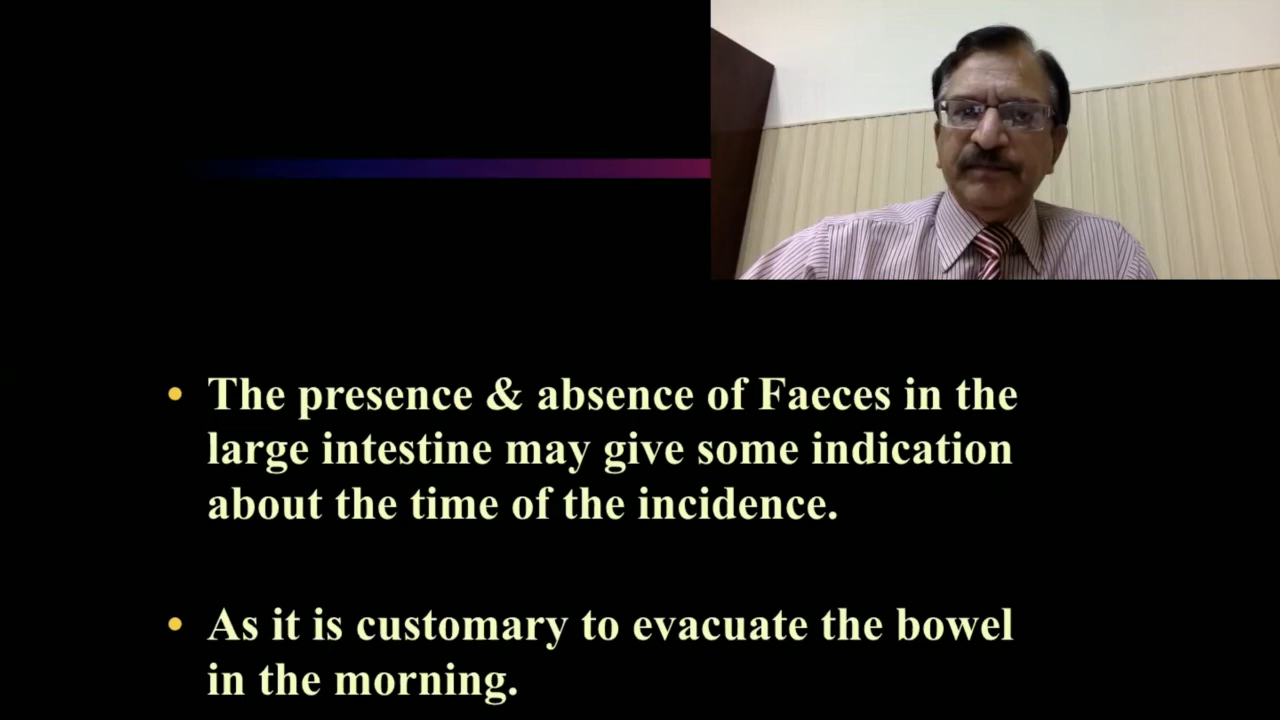 • The presence & absence of Faeces in the
large intestine may give some indication
about the time of the incidence.
• As it is customary to evacuate the bowel
in the morning.